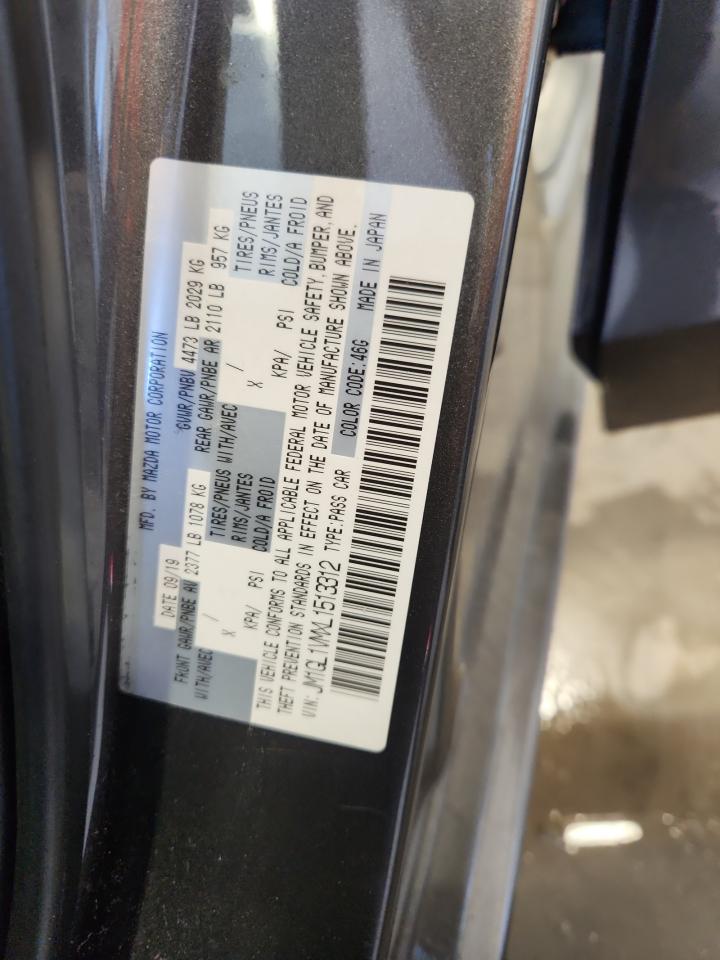 MFD. BY MAZDA MOTOR CORPORATION
DATE 09/19 GVWR/PNBV 4473 LB 2029 KG
FRONT GAWR/PNBE AV 2377 LB 1078 KG REAR GAWR/PNBE AR 2110 LB 957 KG
WITH/AVEC / TIRES/PNEUS WITH/AVEC / TIRES/PNEUS
X RIMS/JANTES X RIMS/JANTES
KPA/ PSI COLD/A FROID KPA/ PSI COLD/A FROID
THIS VEHICLE CONFORMS TO ALL APPLICABLE FEDERAL MOTOR VEHICLE SAFETY, BUMPER, AND
THEFT PREVENTION STANDARDS IN EFFECT ON THE DATE OF MANUFACTURE SHOWN ABOVE.
VIN: JM1GL1VMXL1513312 TYPE:PASS CAR COLOR CODE:46G MADE IN JAPAN